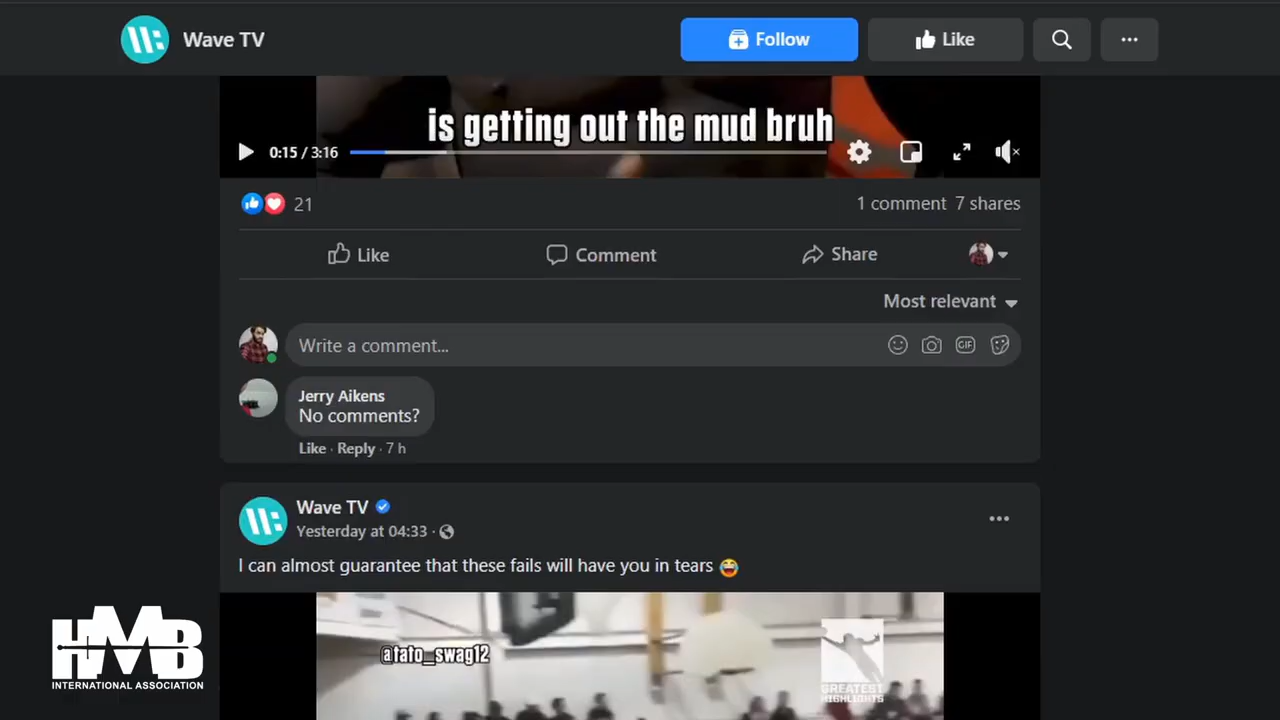 Wave TV
Follow
Like
is getting out the mud bruh
0:15 / 3:16
21
1 comment 7 shares
Like
Comment
Share
Most relevant
Write a comment...
GIF
Jerry Aikens
No comments?
Like · Reply · 7 h
Wave TV
Yesterday at 04:33 ·
I can almost guarantee that these fails will have you in tears 😂
@tato_swag12
GREATEST
HIGHLIGHTS
HMB
INTERNATIONAL ASSOCIATION